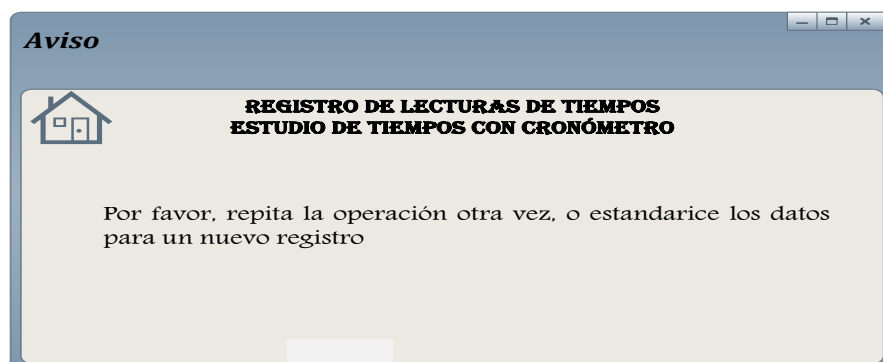 Aviso
REGISTRO DE LECTURAS DE TIEMPOS
ESTUDIO DE TIEMPOS CON CRONÓMETRO
Por favor, repita la operación otra vez, o estandarice los datos
para un nuevo registro